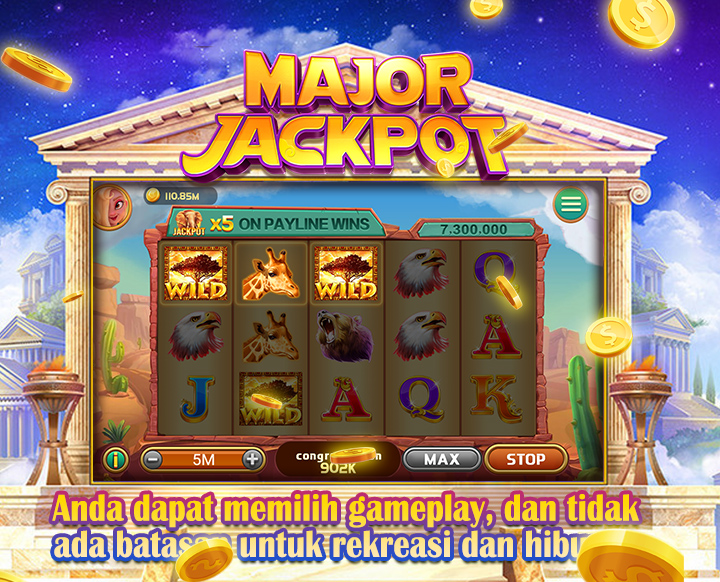 MAJOR
JACKPOT
110.85M
JACKPOT x5 ON PAYLINE WINS
7.300.000
WILD WILD Q
A
J WILD A Q K
5M
902K
MAX
STOP
Anda dapat memilih gameplay, dan tidak
ada untuk rekreasi dan